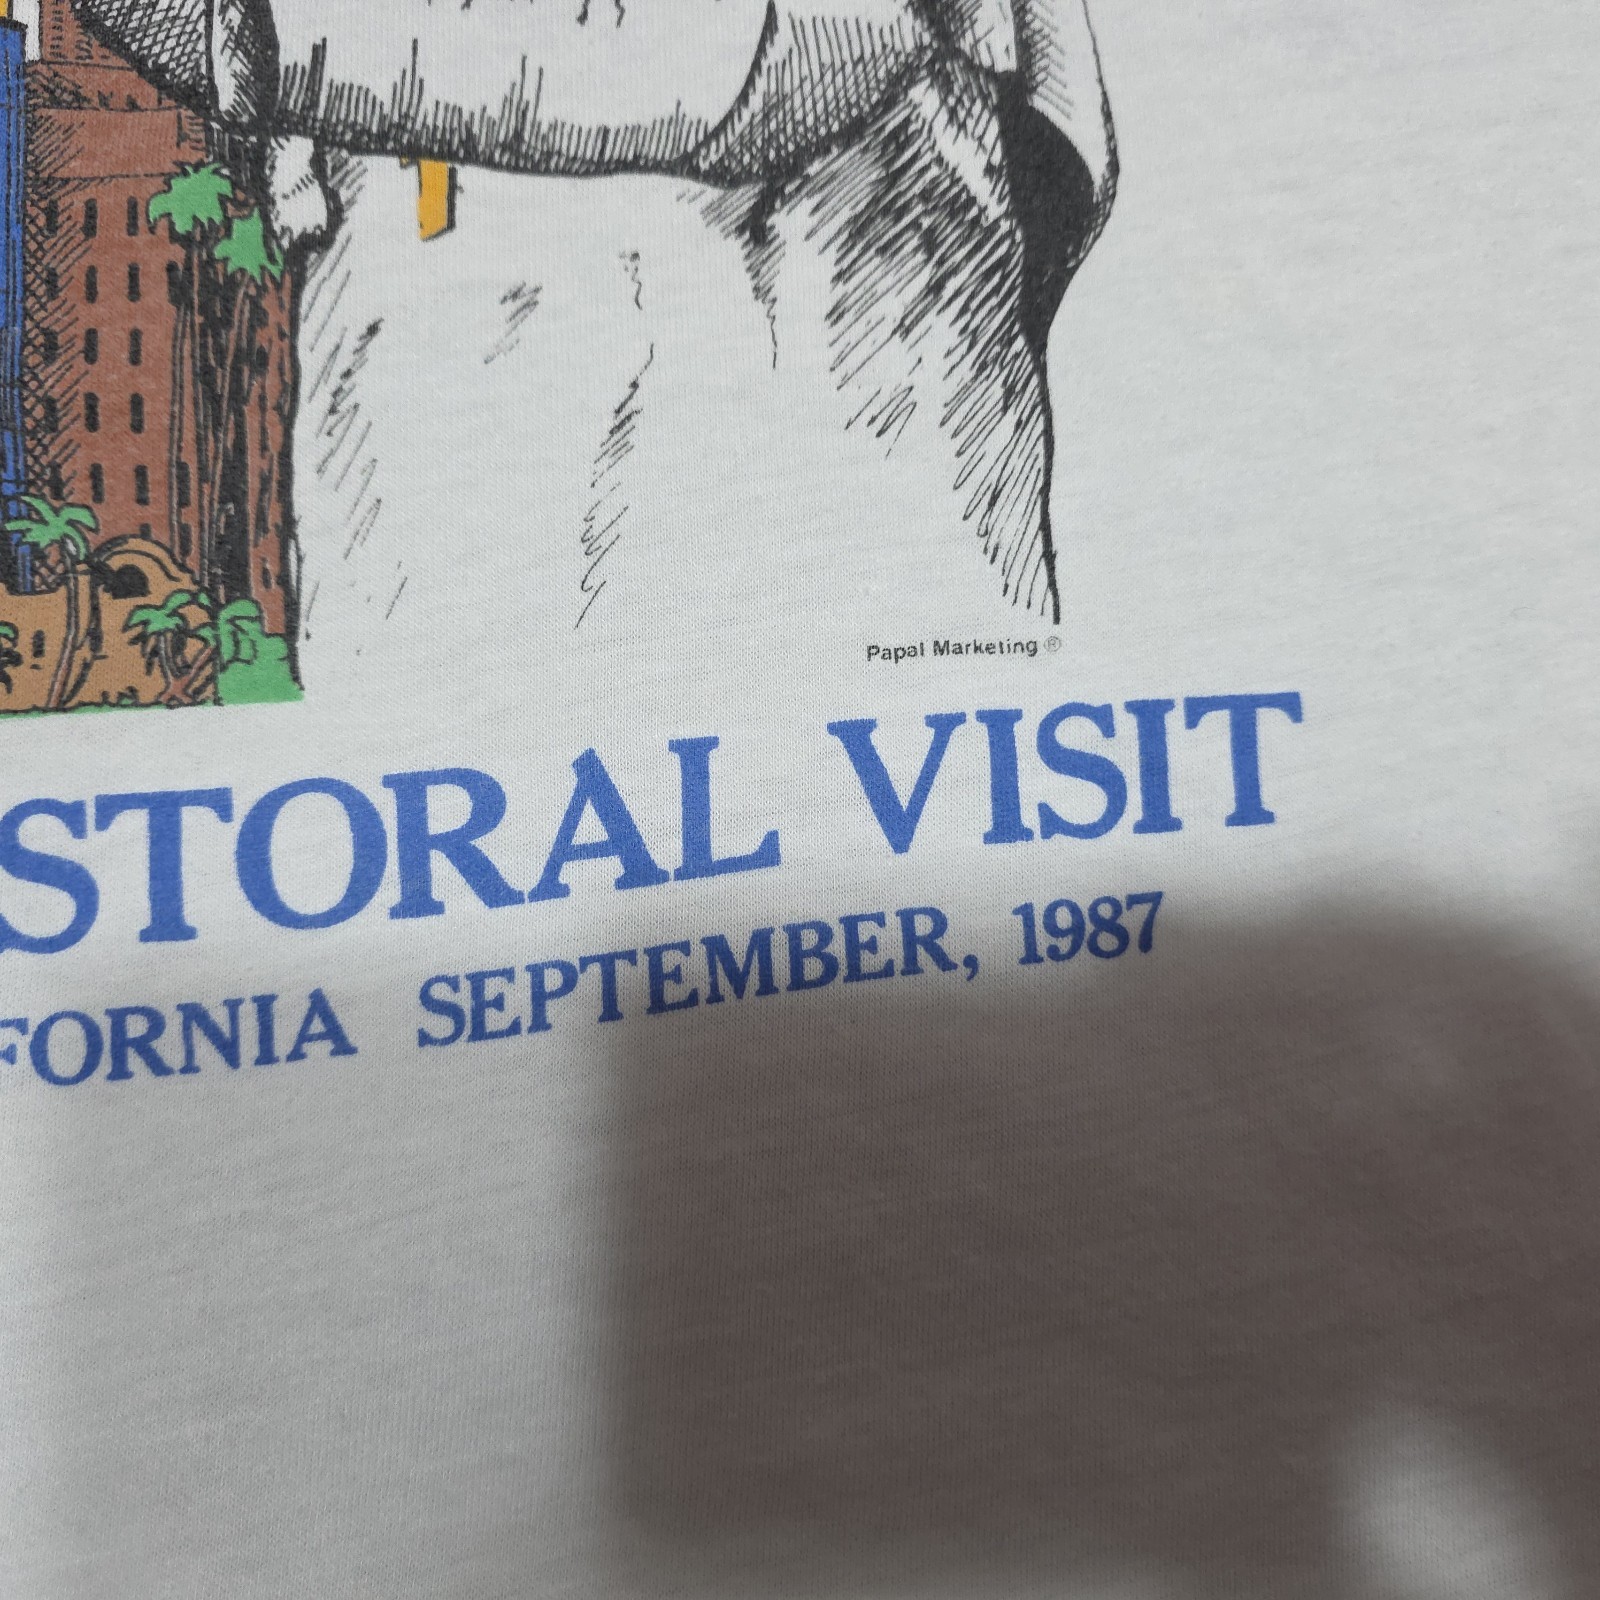 Papal Marketing ®
STORAL VISIT
FORNIA SEPTEMBER, 1987